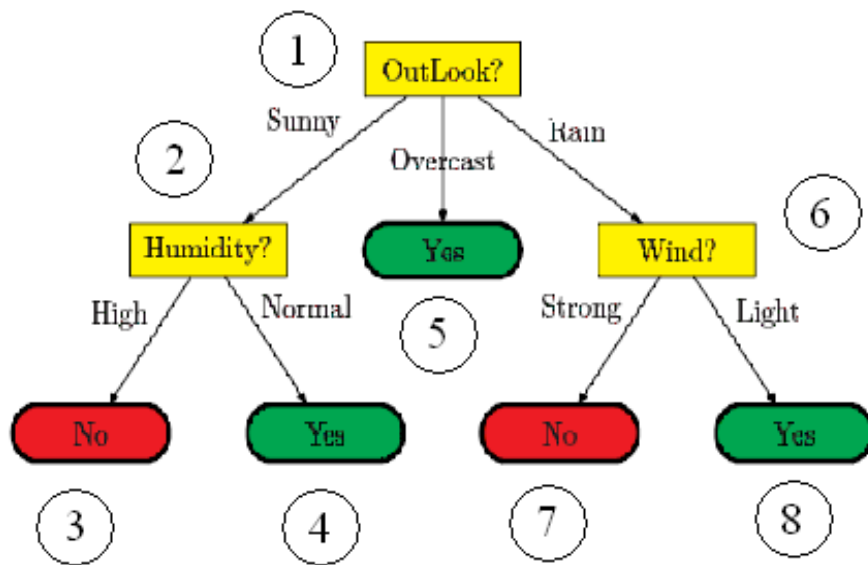 1
OutLook?
Sunny
Overcast
Rain
2
6
Humidity?
Yes
Wind?
High
Normal
5
Strong
Light
No
Yes
No
Yes
3
4
7
8